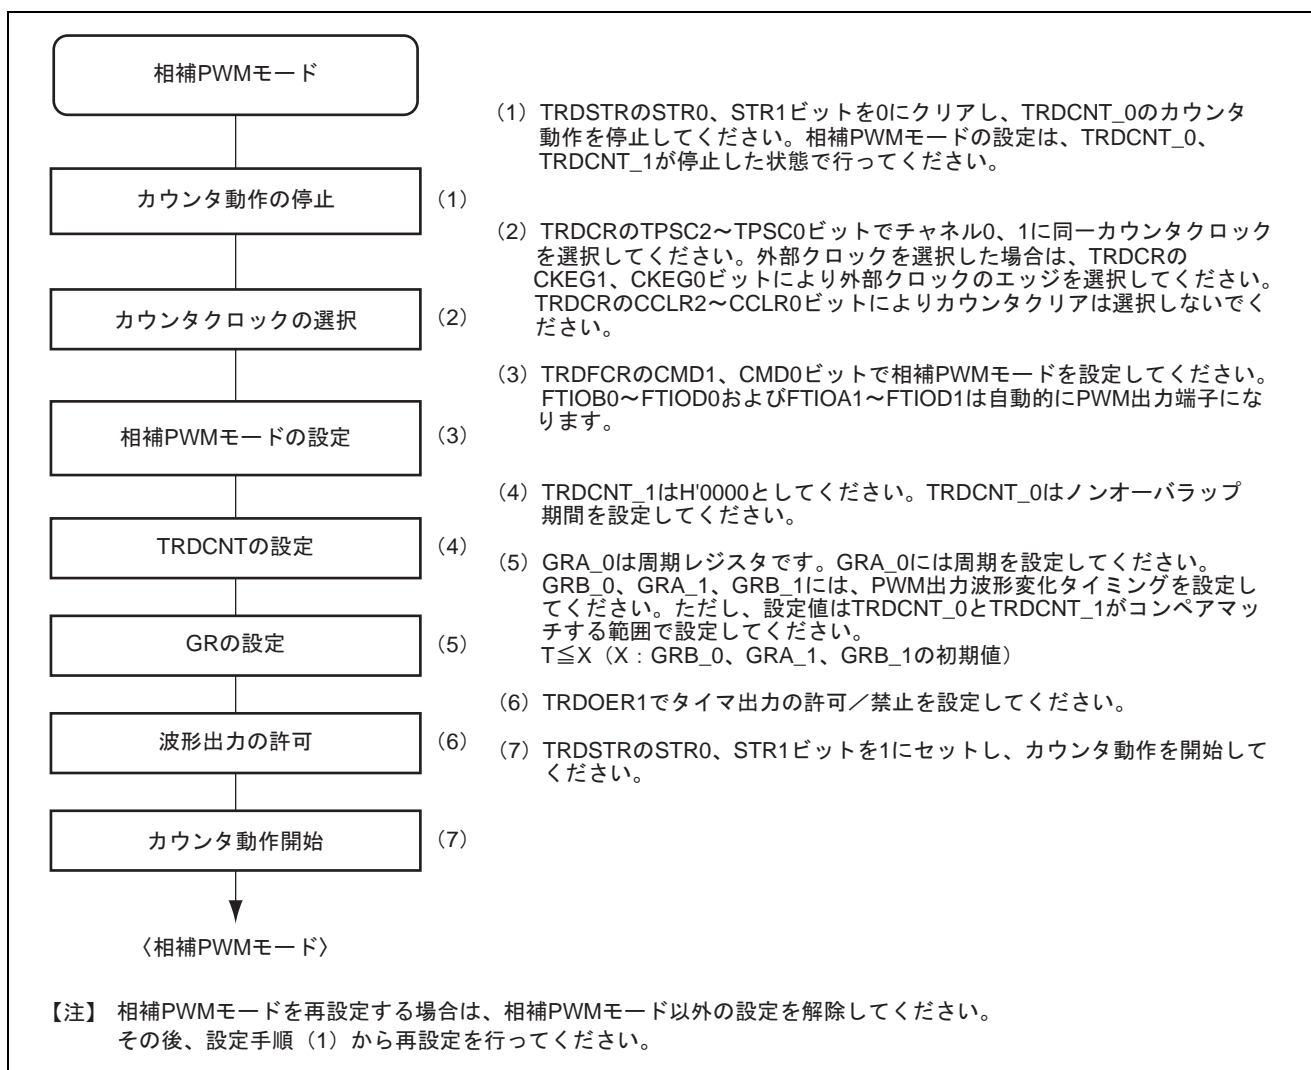 相補PWMモード
カウンタ動作の停止
(1)
カウンタクロックの選択
(2)
相補PWMモードの設定
(3)
TRDCNTの設定
(4)
GRの設定
(5)
波形出力の許可
(6)
カウンタ動作開始
(7)
〈相補PWMモード〉
(1) TRDSTRのSTR0、STR1ビットを0にクリアし、TRDCNT_0のカウンタ
動作を停止してください。相補PWMモードの設定は、TRDCNT_0、
TRDCNT_1が停止した状態で行ってください。
(2) TRDCRのTPSC2～TPSC0ビットでチャネル0、1に同一カウンタクロック
を選択してください。外部クロックを選択した場合は、TRDCRの
CKEG1、CKEG0ビットにより外部クロックのエッジを選択してください。
TRDCRのCCLR2～CCLR0ビットによりカウンタクリアは選択しないでく
ださい。
(3) TRDFCRのCMD1、CMD0ビットで相補PWMモードを設定してください。
FTIOB0～FTIOD0およびFTIOA1～FTIOD1は自動的にPWM出力端子にな
ります。
(4) TRDCNT_1はH'0000としてください。TRDCNT_0はノンオーバラップ
期間を設定してください。
(5) GRA_0は周期レジスタです。GRA_0には周期を設定してください。
GRB_0、GRA_1、GRB_1には、PWM出力波形変化タイミングを設定し
てください。ただし、設定値はTRDCNT_0とTRDCNT_1がコンペアマッ
チする範囲で設定してください。
T≦X（X：GRB_0、GRA_1、GRB_1の初期値）
(6) TRDOER1でタイマ出力の許可／禁止を設定してください。
(7) TRDSTRのSTR0、STR1ビットを1にセットし、カウンタ動作を開始して
ください。
【注】 相補PWMモードを再設定する場合は、相補PWMモード以外の設定を解除してください。
その後、設定手順（1）から再設定を行ってください。